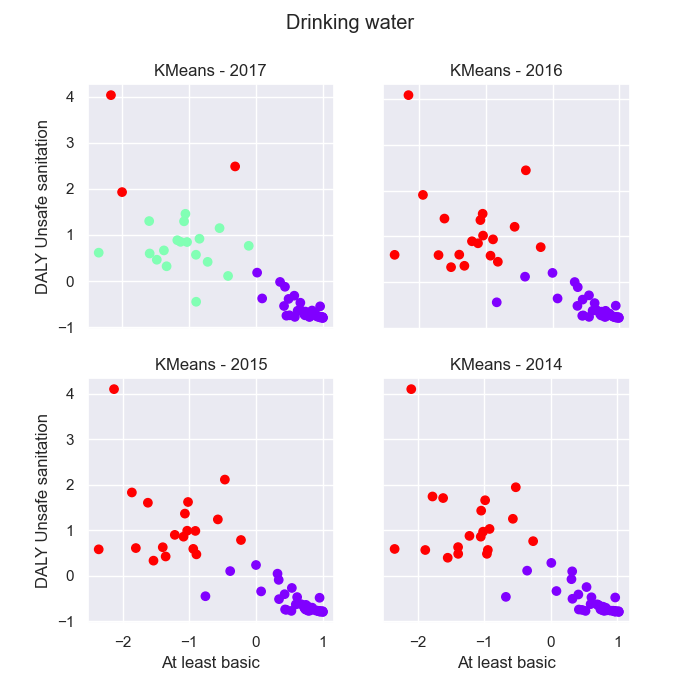 Drinking water
KMeans - 2017
KMeans - 2016
4
3
2
1
0
−1
DALY Unsafe sanitation
KMeans - 2015
KMeans - 2014
4
3
2
1
0
−1
DALY Unsafe sanitation
−2 −1 0 1
−2 −1 0 1
At least basic
At least basic